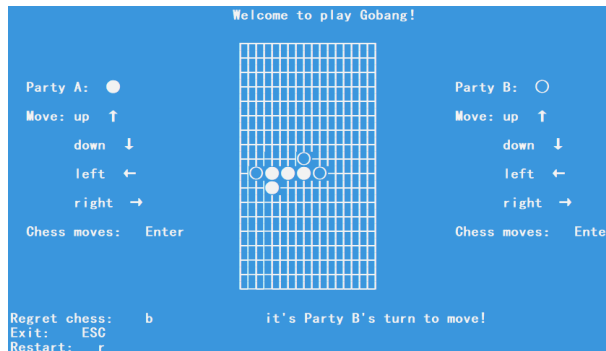 Welcome to play Gobang!
Party A: ●
Move: up ↑
down ↓
left ←
right →
Chess moves: Enter
Party B: ○
Move: up ↑
down ↓
left ←
right →
Chess moves: Ente
Regret chess: b
it's Party B's turn to move!
Exit: ESC
Restart: r